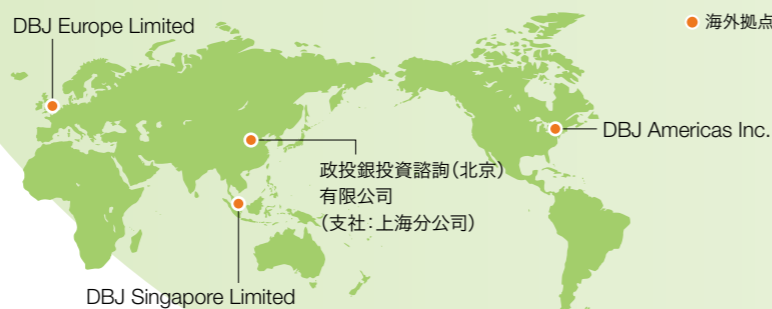 DBJ Europe Limited
海外拠点
DBJ Americas Inc.
政投銀投資諮詢（北京）
有限公司
（支社：上海分公司）
DBJ Singapore Limited